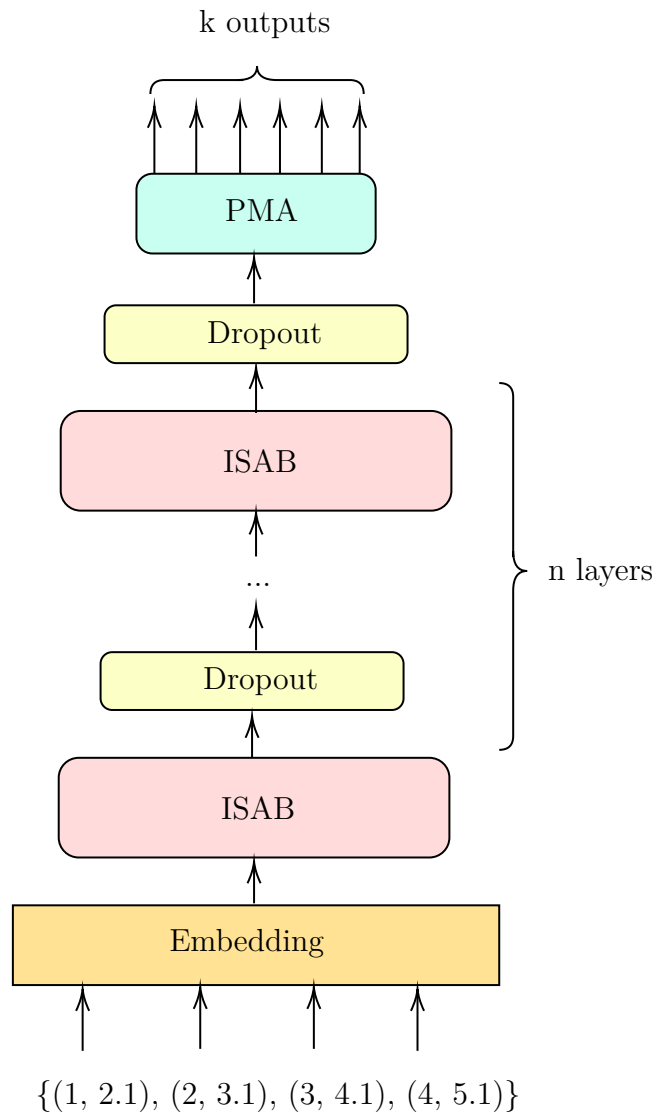 k outputs
PMA
Dropout
ISAB
...
n layers
Dropout
ISAB
Embedding
{(1, 2.1), (2, 3.1), (3, 4.1), (4, 5.1)}